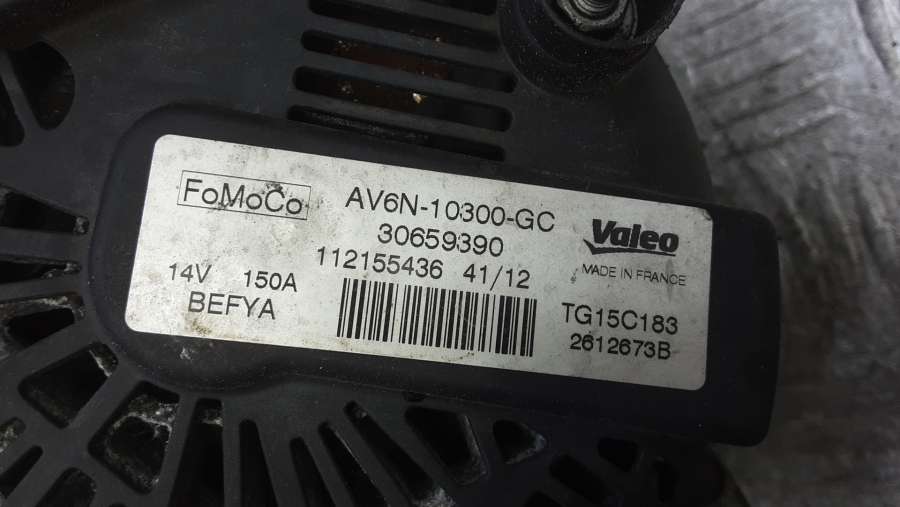 FoMoCo AV6N-10300-GC Valeo
30659390
112155436 41/12 MADE IN FRANCE
14V 150A
BEFYA TG15C183
2612673B